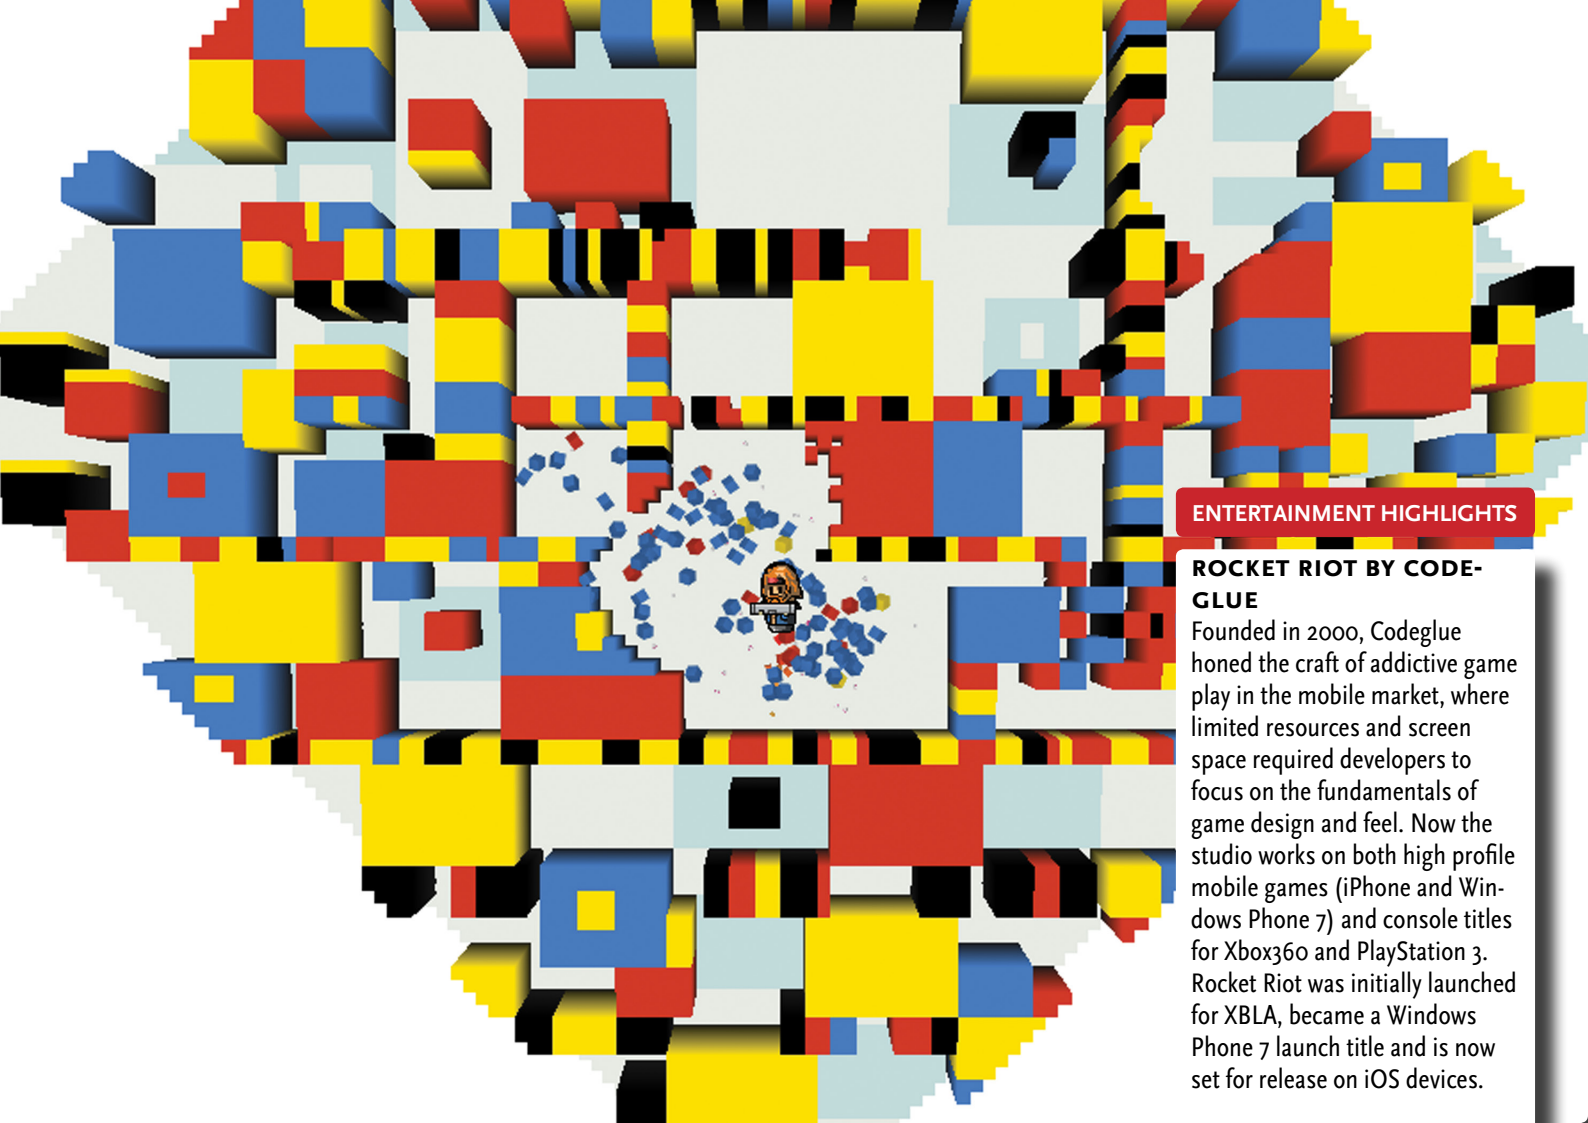 ENTERTAINMENT HIGHLIGHTS
ROCKET RIOT BY CODE-
GLUE
Founded in 2000, Codeglue
honed the craft of addictive game
play in the mobile market, where
limited resources and screen
space required developers to
focus on the fundamentals of
game design and feel. Now the
studio works on both high profile
mobile games (iPhone and Win-
dows Phone 7) and console titles
for Xbox360 and PlayStation 3.
Rocket Riot was initially launched
for XBLA, became a Windows
Phone 7 launch title and is now
set for release on iOS devices.